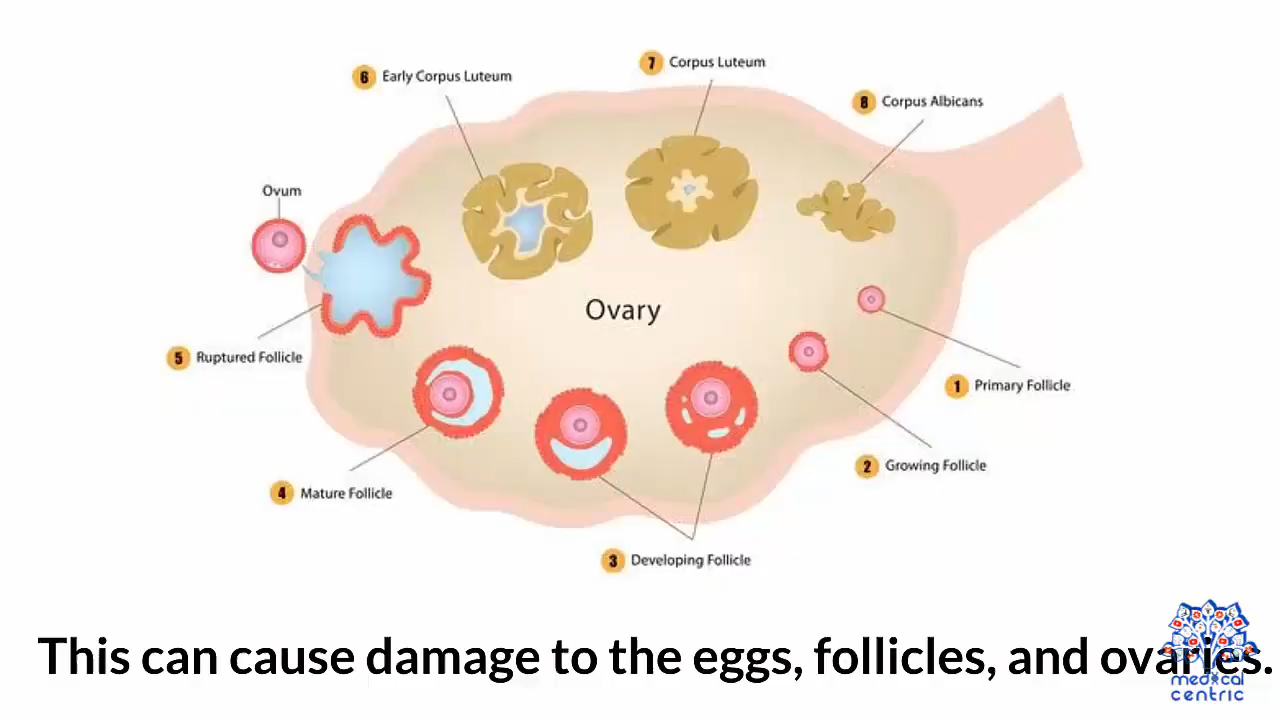 7 Corpus Luteum
6 Early Corpus Luteum
8 Corpus Albicans
Ovum
Ovary
5 Ruptured Follicle
1 Primary Follicle
2 Growing Follicle
4 Mature Follicle
3 Developing Follicle
This can cause damage to the eggs, follicles, and ovaries.
medical
centric